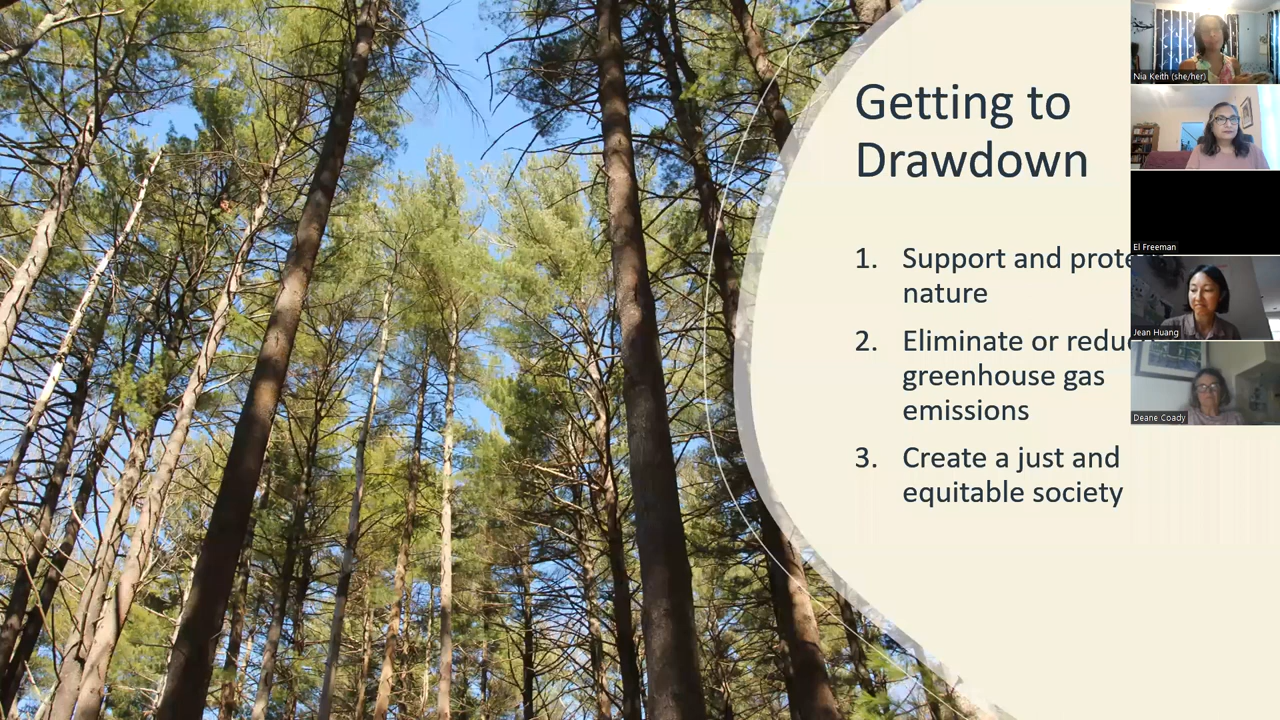 Getting to
Drawdown
1. Support and prote
nature
2. Eliminate or redu
greenhouse gas
emissions
3. Create a just and
equitable society
Nia Keith (she/her)
El Freeman
Jean Huang
Deane Coady